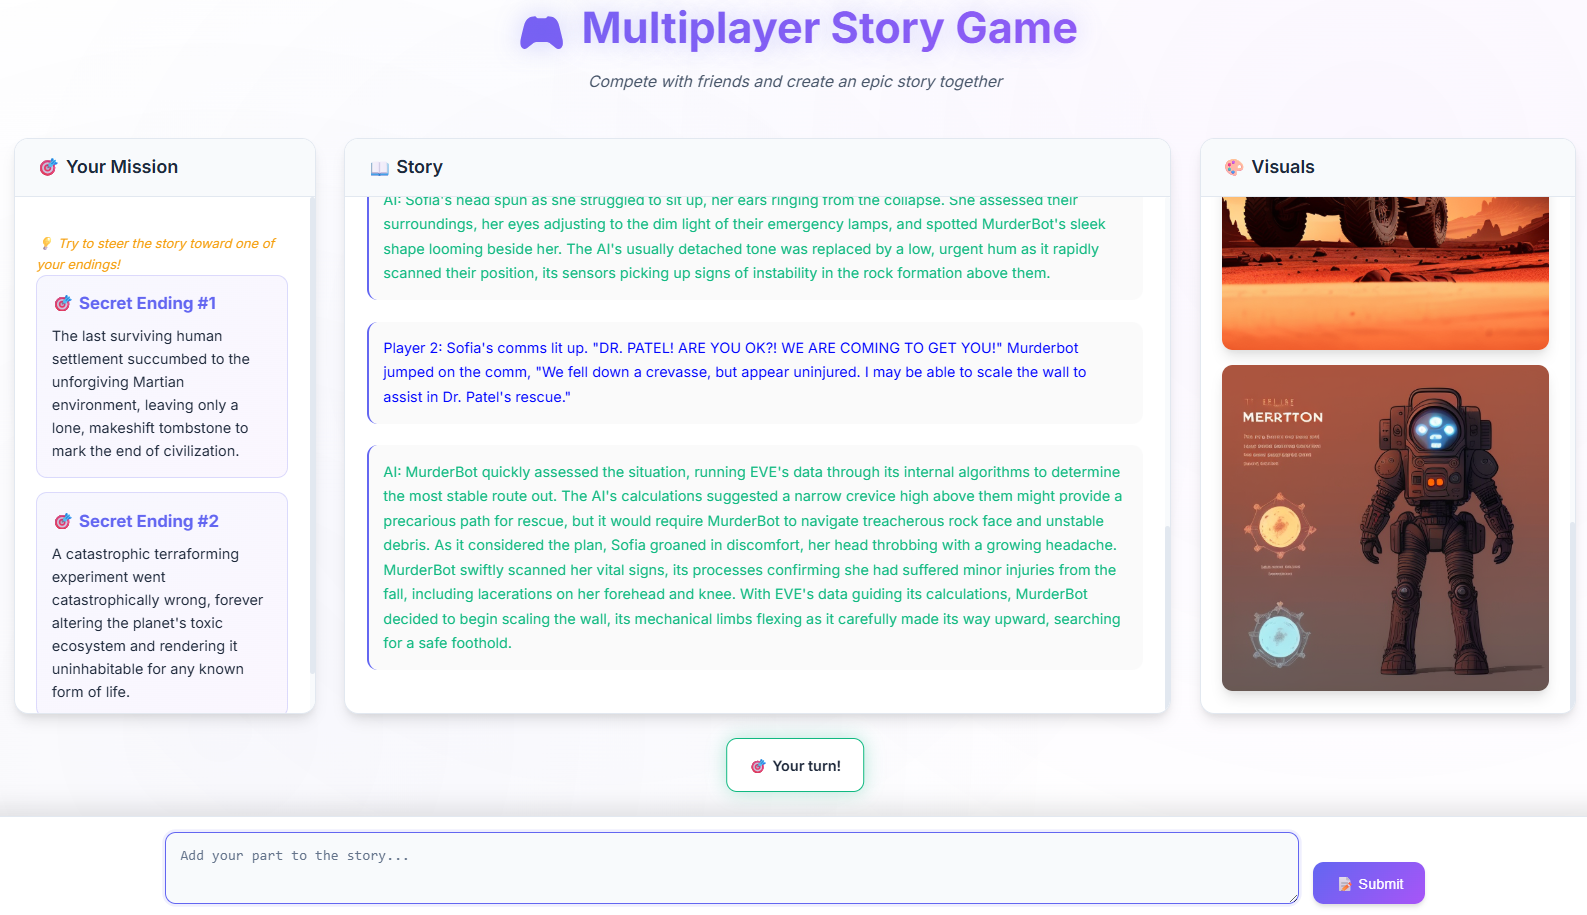 Multiplayer Story Game
Compete with friends and create an epic story together
Your Mission
Try to steer the story toward one of
your endings!
Secret Ending #1
The last surviving human
settlement succumbed to the
unforgiving Martian
environment, leaving only a
lone, makeshift tombstone to
mark the end of civilization.
Secret Ending #2
A catastrophic terraforming
experiment went
catastrophically wrong, forever
altering the planet's toxic
ecosystem and rendering it
uninhabitable for any known
form of life.
Story
AI: Sofia's head spun as she struggled to sit up, her ears ringing from the collapse. She assessed their
surroundings, her eyes adjusting to the dim light of their emergency lamps, and spotted MurderBot's sleek
shape looming beside her. The AI's usually detached tone was replaced by a low, urgent hum as it rapidly
scanned their position, its sensors picking up signs of instability in the rock formation above them.
Player 2: Sofia's comms lit up. "DR. PATEL! ARE YOU OK?! WE ARE COMING TO GET YOU!" Murderbot
jumped on the comm, "We fell down a crevasse, but appear uninjured. I may be able to scale the wall to
assist in Dr. Patel's rescue."
AI: MurderBot quickly assessed the situation, running EVE's data through its internal algorithms to determine
the most stable route out. The AI's calculations suggested a narrow crevice high above them might provide a
precarious path for rescue, but it would require MurderBot to navigate treacherous rock face and unstable
debris. As it considered the plan, Sofia groaned in discomfort, her head throbbing with a growing headache.
MurderBot swiftly scanned her vital signs, its processes confirming she had suffered minor injuries from the
fall, including lacerations on her forehead and knee. With EVE's data guiding its calculations, MurderBot
decided to begin scaling the wall, its mechanical limbs flexing as it carefully made its way upward, searching
for a safe foothold.
Visuals
MERRTTON
Your turn!
Add your part to the story...
Submit